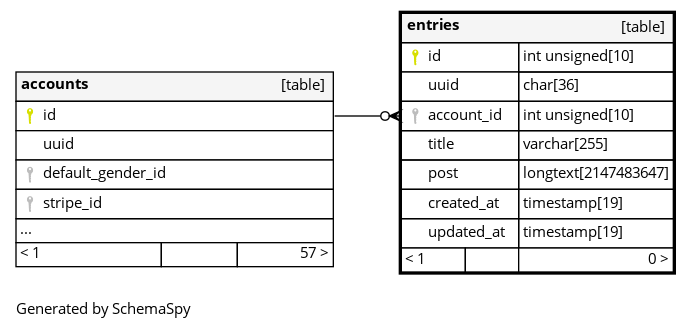 accounts [table]
id
uuid
default_gender_id
stripe_id
...
< 1 57 >
entries [table]
id int unsigned[10]
uuid char[36]
account_id int unsigned[10]
title varchar[255]
post longtext[2147483647]
created_at timestamp[19]
updated_at timestamp[19]
< 1 0 >
Generated by SchemaSpy